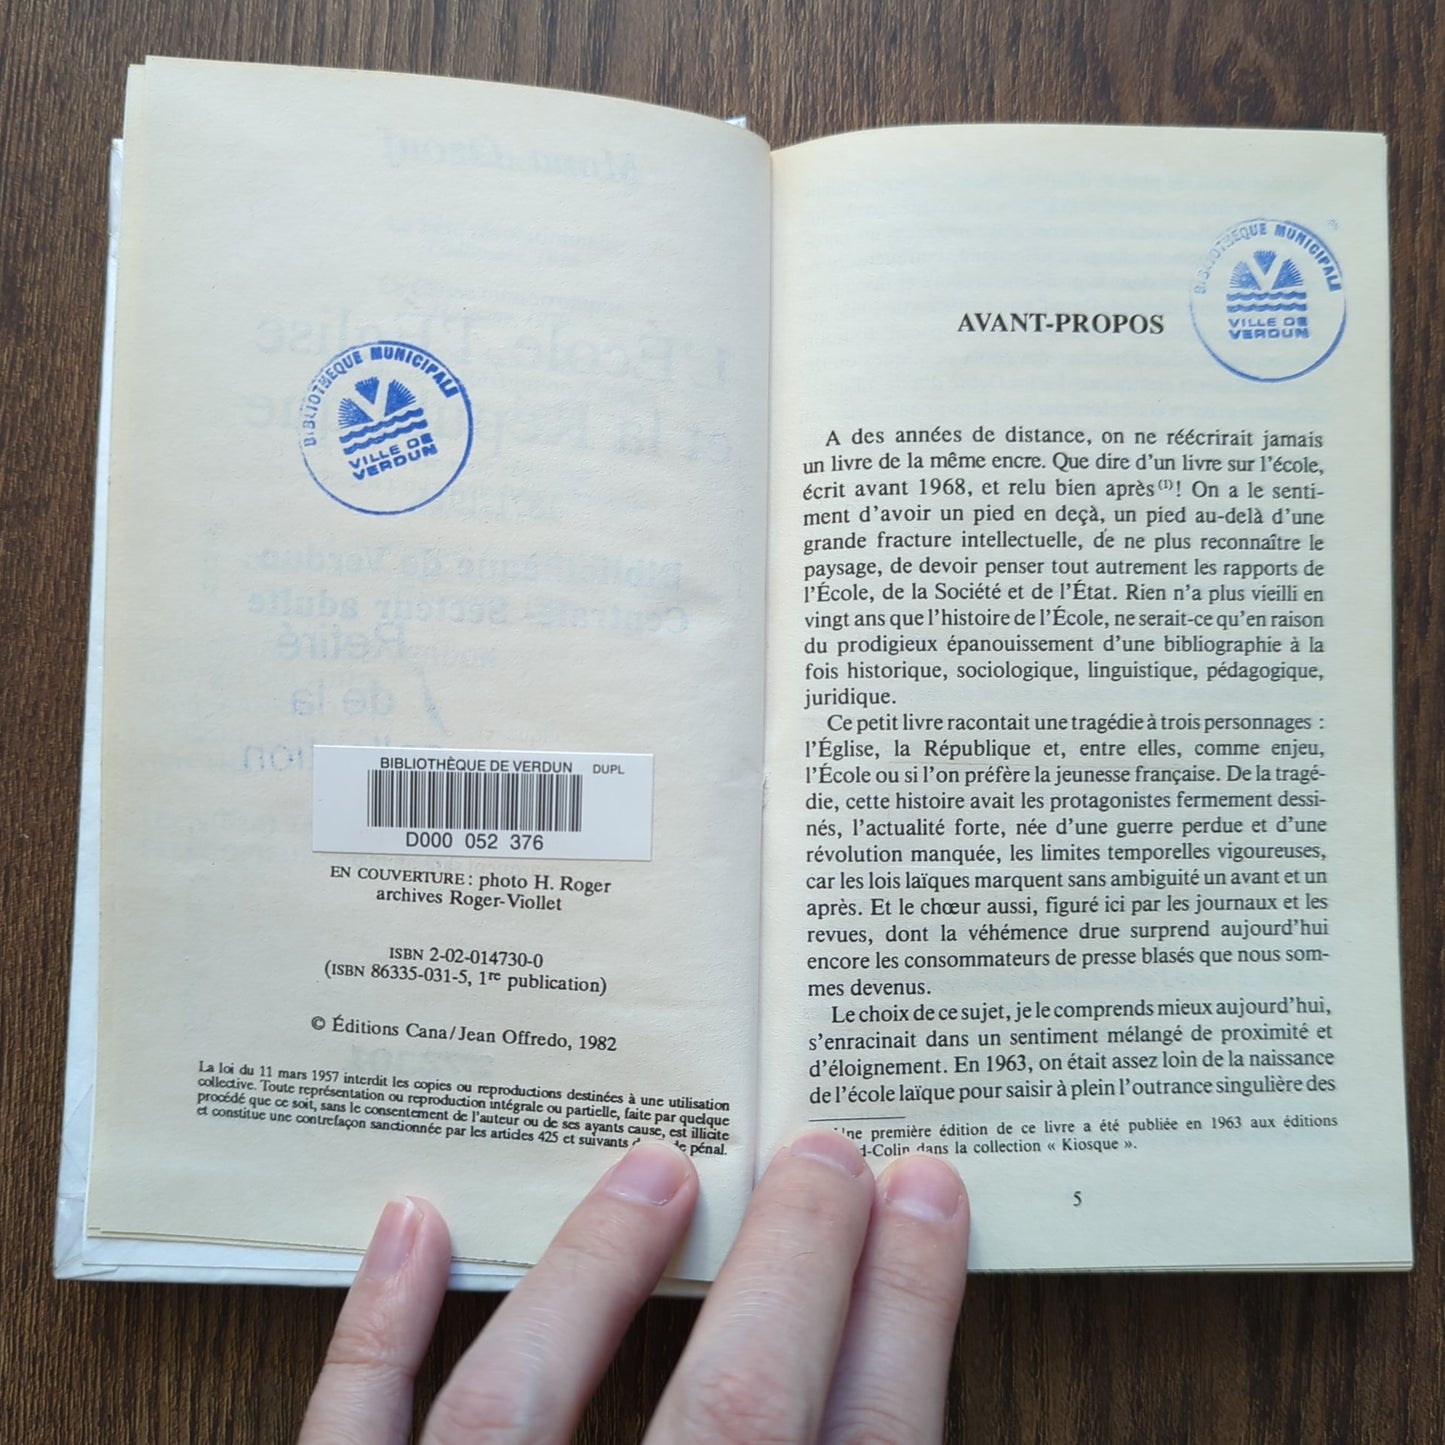 BIBLIOTHÈQUE MUNICIPALE
VILLE DE
VERDUN
BIBLIOTHÈQUE DE VERDUN DUPL
D000 052 376
EN COUVERTURE : photo H. Roger
archives Roger-Viollet
ISBN 2-02-014730-0
(ISBN 86335-031-5, 1re publication)
© Éditions Cana/Jean Offredo, 1982
La loi du 11 mars 1957 interdit les copies ou reproductions destinées à une utilisation
collective. Toute représentation ou reproduction intégrale ou partielle, faite par quelque
procédé que ce soit, sans le consentement de l'auteur ou de ses ayants cause, est illicite
et constitue une contrefaçon sanctionnée par les articles 425 et suivants pénal.
BIBLIOTHÈQUE MUNICIPALE
VILLE DE
VERDUN
AVANT-PROPOS
A des années de distance, on ne réécrirait jamais
un livre de la même encre. Que dire d'un livre sur l'école,
écrit avant 1968, et relu bien après (1)! On a le senti-
ment d'avoir un pied en deçà, un pied au-delà d'une
grande fracture intellectuelle, de ne plus reconnaître le
paysage, de devoir penser tout autrement les rapports de
l'École, de la Société et de l'État. Rien n'a plus vieilli en
vingt ans que l'histoire de l'École, ne serait-ce qu'en raison
du prodigieux épanouissement d'une bibliographie à la
fois historique, sociologique, linguistique, pédagogique,
juridique.
Ce petit livre racontait une tragédie à trois personnages :
l'Église, la République et, entre elles, comme enjeu,
l'École ou si l'on préfère la jeunesse française. De la tragé-
die, cette histoire avait les protagonistes fermement dessi-
nés, l'actualité forte, née d'une guerre perdue et d'une
révolution manquée, les limites temporelles vigoureuses,
car les lois laïques marquent sans ambiguité un avant et un
après. Et le chœur aussi, figuré ici par les journaux et les
revues, dont la véhémence drue surprend aujourd'hui
encore les consommateurs de presse blasés que nous som-
mes devenus.
Le choix de ce sujet, je le comprends mieux aujourd'hui,
s'enracinait dans un sentiment mélangé de proximité et
d'éloignement. En 1963, on était assez loin de la naissance
de l'école laïque pour saisir à plein l'outrance singulière des
Une première édition de ce livre a été publiée en 1963 aux éditions
d-Colin dans la collection « Kiosque ».
5